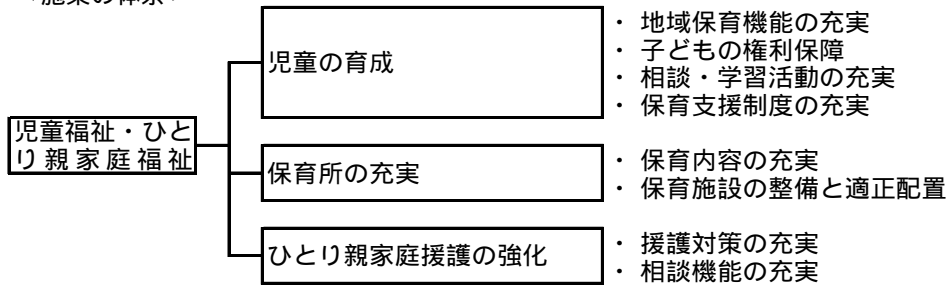 児童の育成
・ 地域保育機能の充実
・ 子どもの権利保障
・ 相談・学習活動の充実
・ 保育支援制度の充実
児童福祉・ひと
り親家庭福祉
保育所の充実
・ 保育内容の充実
・ 保育施設の整備と適正配置
ひとり親家庭援護の強化
・ 援護対策の充実
・ 相談機能の充実